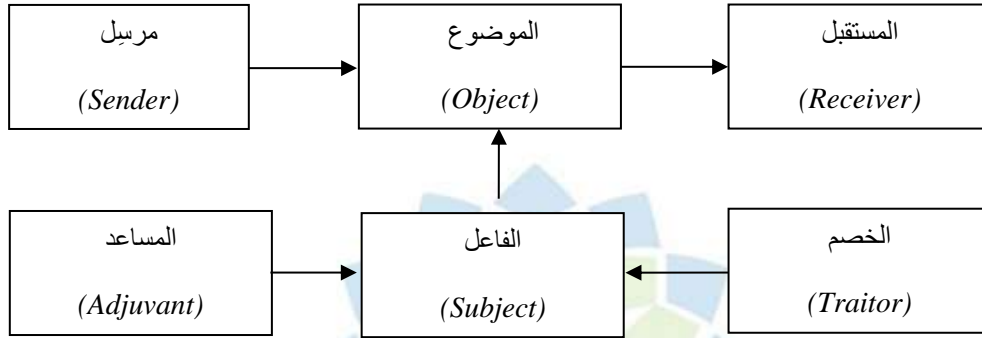 مرسِل
(Sender)
الموضوع
(Object)
المستقبل
(Receiver)
المساعد
(Adjuvant)
الفاعل
(Subject)
الخصم
(Traitor)